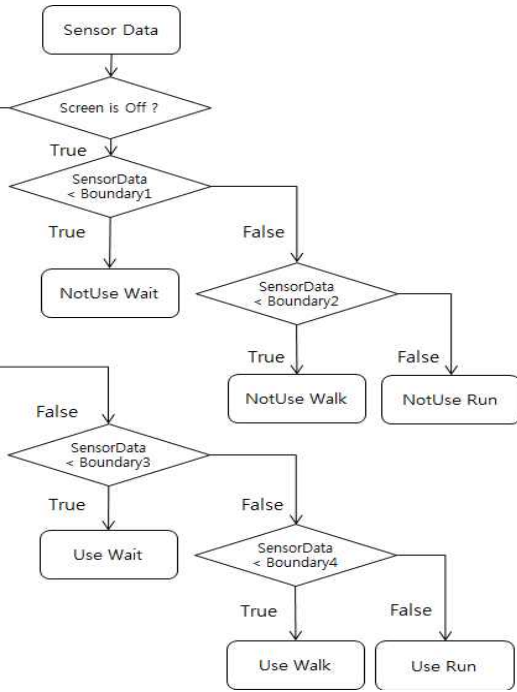 Sensor Data
Screen is Off ?
True
SensorData
< Boundary1
True
False
NotUse Wait
SensorData
< Boundary2
True
False
NotUse Walk
NotUse Run
False
SensorData
< Boundary3
True
False
Use Wait
SensorData
< Boundary4
True
False
Use Walk
Use Run